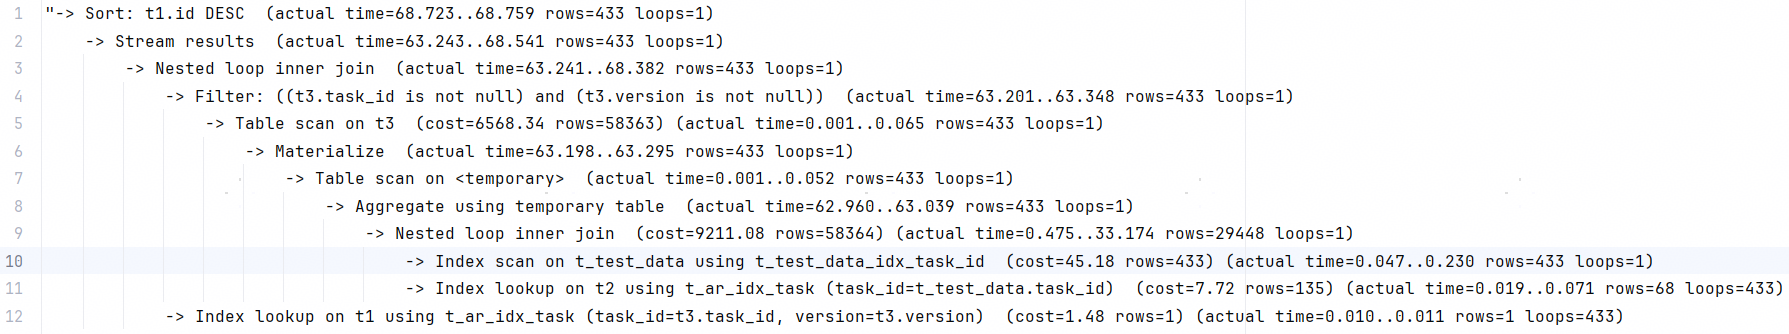 1 "-> Sort: t1.id DESC  (actual time=68.723..68.759 rows=433 loops=1)
2 -> Stream results  (actual time=63.243..68.541 rows=433 loops=1)
3 -> Nested loop inner join  (actual time=63.241..68.382 rows=433 loops=1)
4 -> Filter: ((t3.task_id is not null) and (t3.version is not null))  (actual time=63.201..63.348 rows=433 loops=1)
5 -> Table scan on t3  (cost=6568.34 rows=58363) (actual time=0.001..0.065 rows=433 loops=1)
6 -> Materialize  (actual time=63.198..63.295 rows=433 loops=1)
7 -> Table scan on <temporary>  (actual time=0.001..0.052 rows=433 loops=1)
8 -> Aggregate using temporary table  (actual time=62.960..63.039 rows=433 loops=1)
9 -> Nested loop inner join  (cost=9211.08 rows=58364) (actual time=0.475..33.174 rows=29448 loops=1)
10 -> Index scan on t_test_data using t_test_data_idx_task_id  (cost=45.18 rows=433) (actual time=0.047..0.230 rows=433 loops=1)
11 -> Index lookup on t2 using t_ar_idx_task (task_id=t_test_data.task_id)  (cost=7.72 rows=135) (actual time=0.019..0.071 rows=68 loops=433)
12 -> Index lookup on t1 using t_ar_idx_task (task_id=t3.task_id, version=t3.version)  (cost=1.48 rows=1) (actual time=0.010..0.011 rows=1 loops=433)